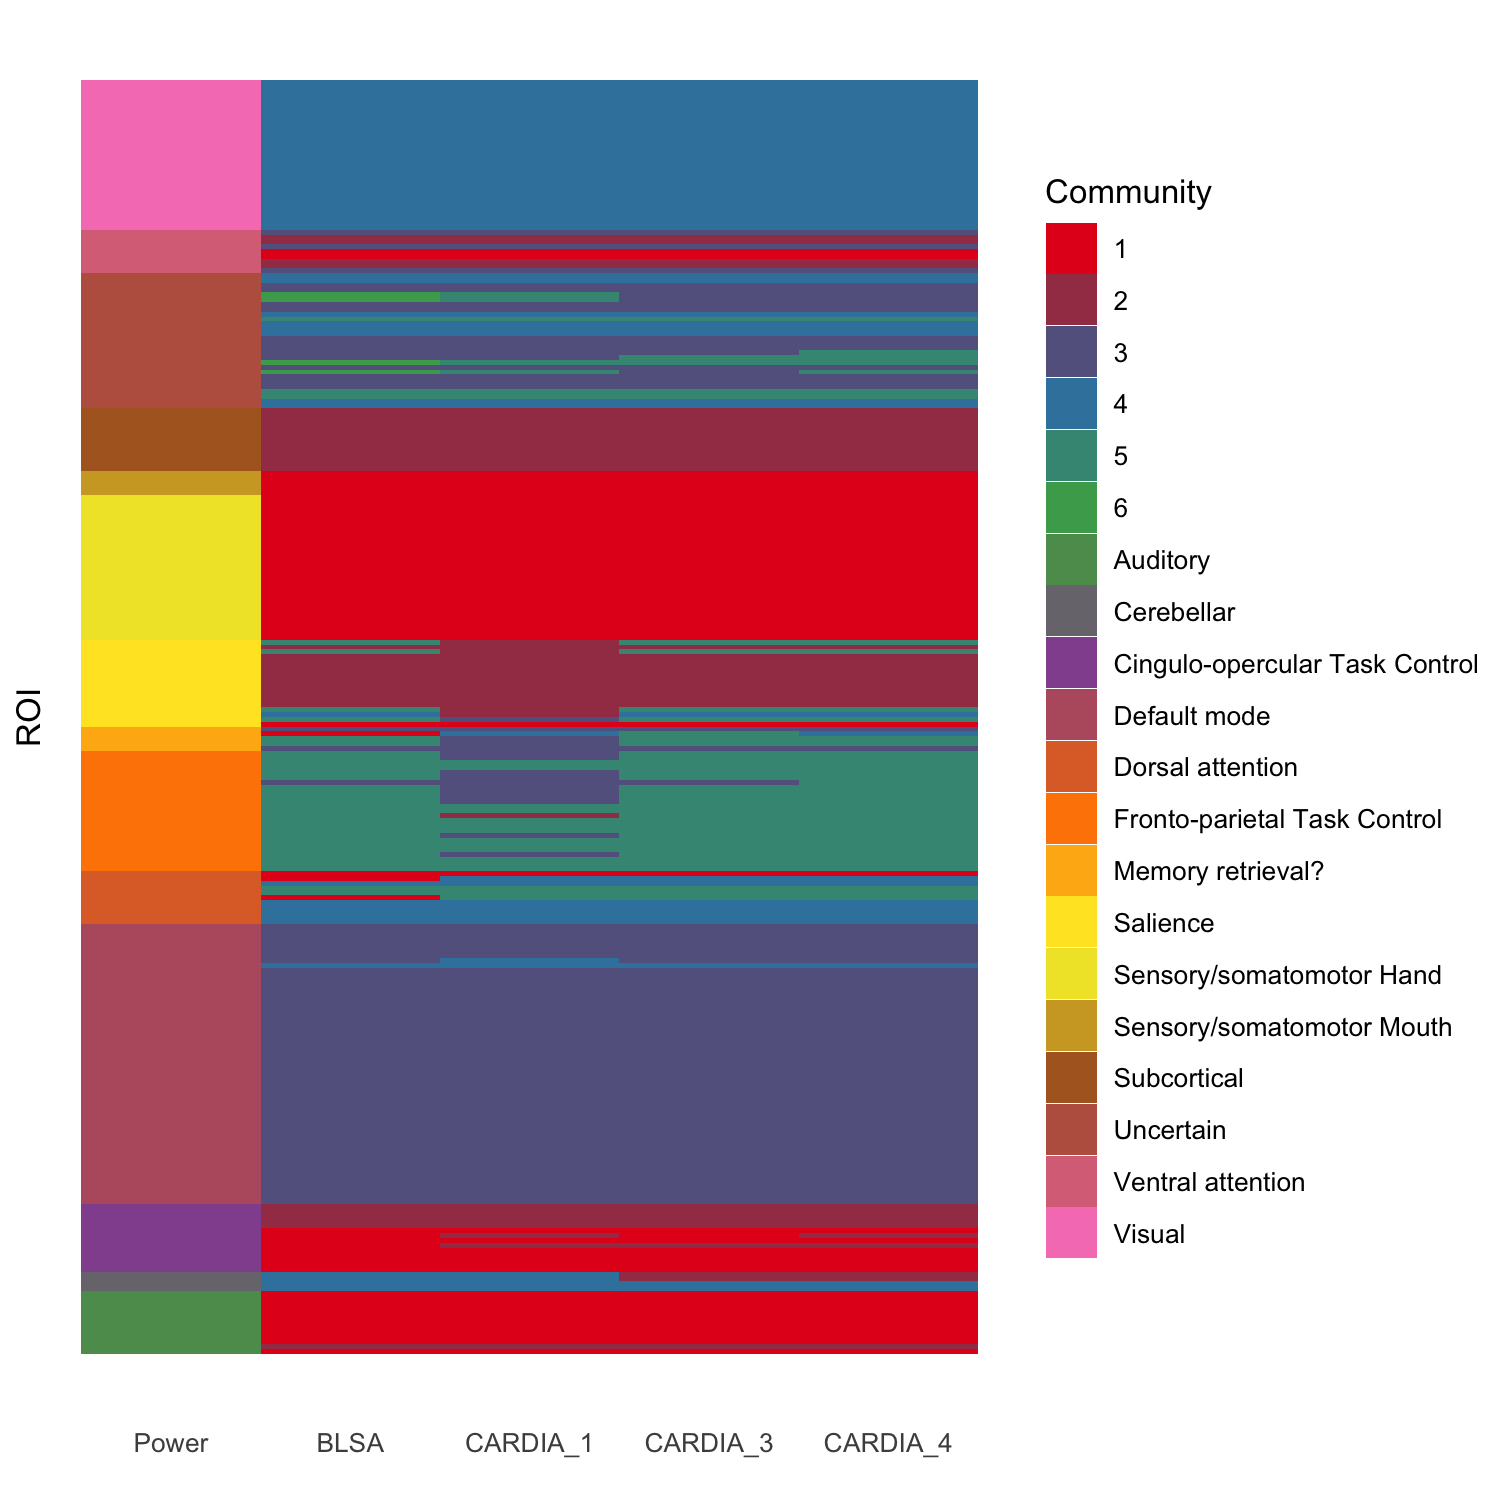 Community
1
2
3
4
5
6
Auditory
Cerebellar
Cingulo-opercular Task Control
Default mode
Dorsal attention
Fronto-parietal Task Control
Memory retrieval?
Salience
Sensory/somatomotor Hand
Sensory/somatomotor Mouth
Subcortical
Uncertain
Ventral attention
Visual
ROI
Power BLSA CARDIA_1 CARDIA_3 CARDIA_4